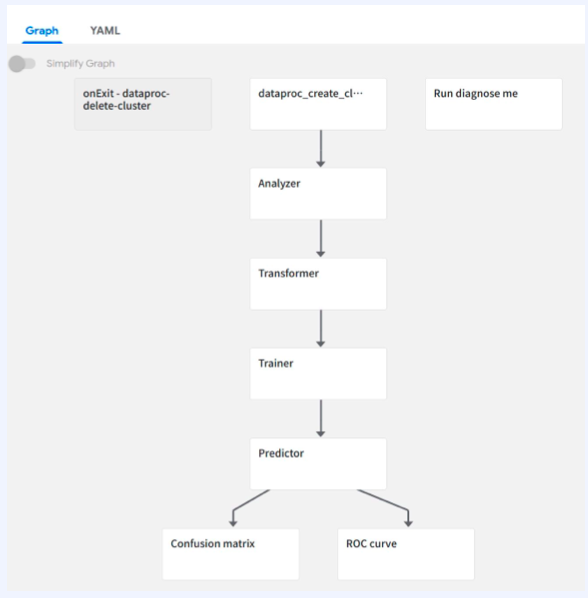 Graph YAML
Simplify Graph
onExit - dataproc-
delete-cluster
dataproc_create_cl···
Run diagnose me
Analyzer
Transformer
Trainer
Predictor
Confusion matrix
ROC curve